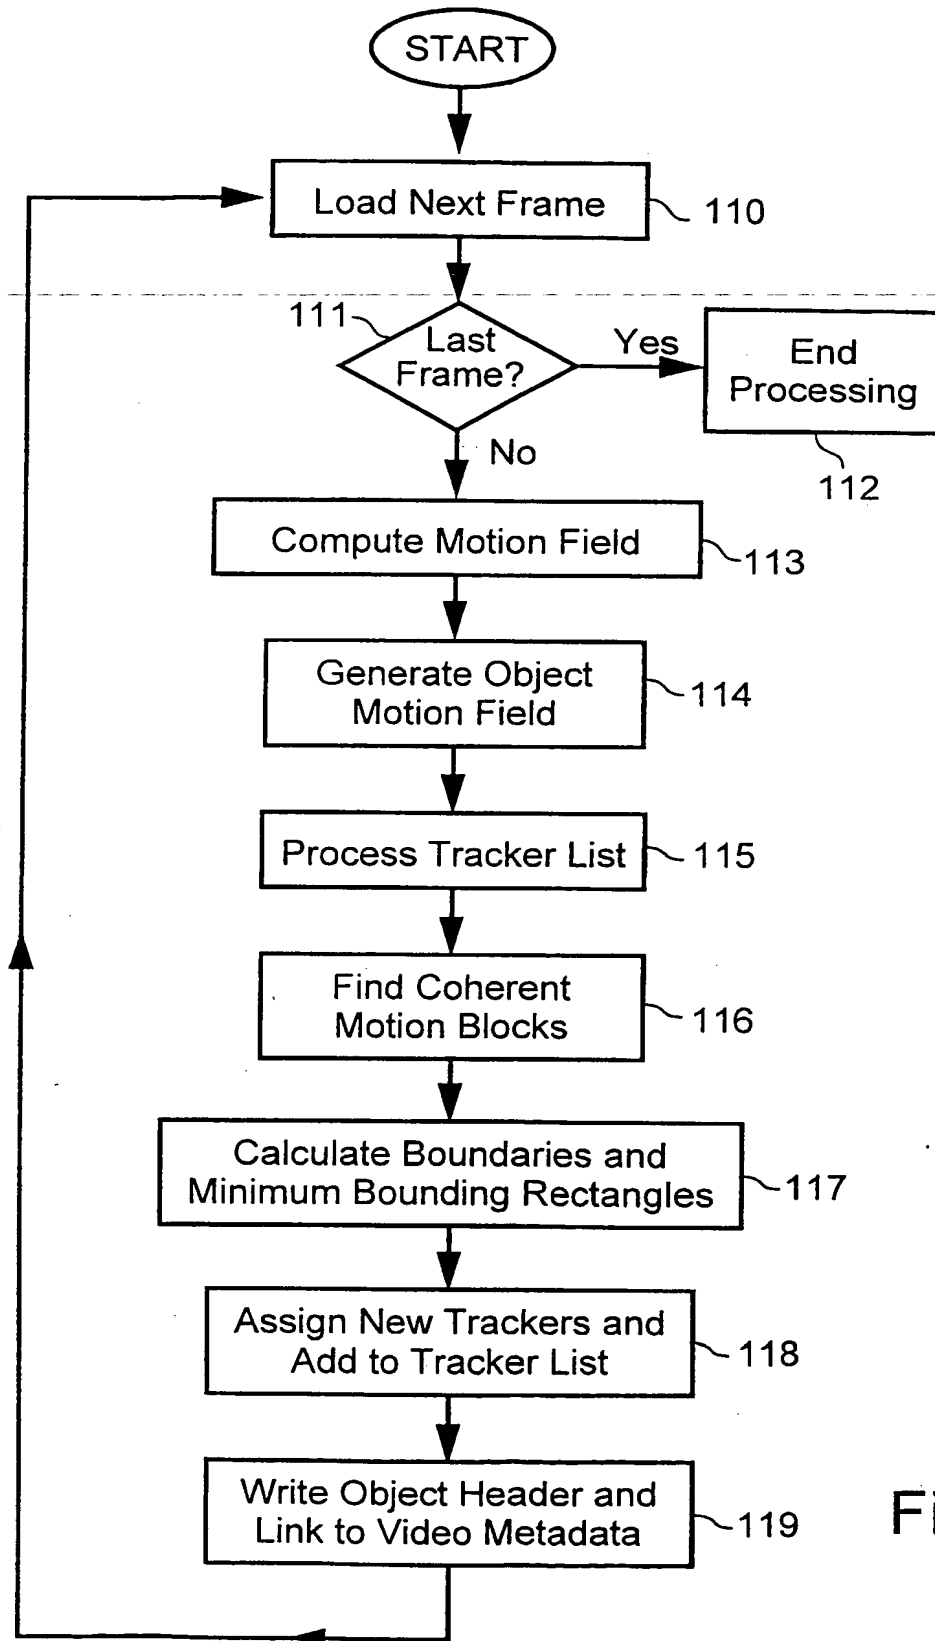 START
Load Next Frame
110
111
Last
Frame?
Yes
End
Processing
112
No
Compute Motion Field
113
Generate Object
Motion Field
114
Process Tracker List
115
Find Coherent
Motion Blocks
116
Calculate Boundaries and
Minimum Bounding Rectangles
117
Assign New Trackers and
Add to Tracker List
118
Write Object Header and
Link to Video Metadata
119